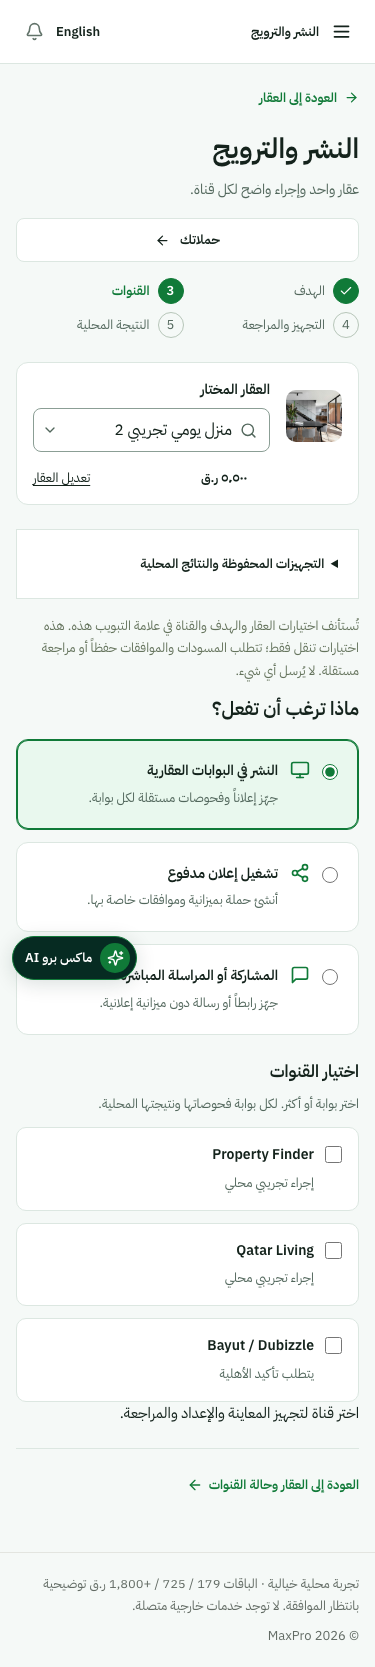 النشر والترويج
English
العودة إلى العقار
النشر والترويج
عقار واحد وإجراء واضح لكل قناة.
حملاتك
الهدف
3 القنوات
4 التجهيز والمراجعة
5 النتيجة المحلية
العقار المختار
منزل يومي تجريبي 2
٥,٥٠٠ ر.ق
تعديل العقار
التجهيزات المحفوظة والنتائج المحلية
تُستأنف اختيارات العقار والهدف والقناة في علامة التبويب هذه. هذه
اختيارات تنقل فقط؛ تتطلب المسودات والموافقات حفظاً أو مراجعة
مستقلة. لا يُرسل أي شيء.
ماذا ترغب أن تفعل؟
النشر في البوابات العقارية
جهّز إعلاناً وفحوصات مستقلة لكل بوابة.
تشغيل إعلان مدفوع
أنشئ حملة بميزانية وموافقات خاصة بها.
ماكس برو AI
المشاركة أو المراسلة المباشرة
جهّز رابطاً أو رسالة دون ميزانية إعلانية.
اختيار القنوات
اختر بوابة أو أكثر. لكل بوابة فحوصاتها ونتيجتها المحلية.
Property Finder
إجراء تجريبي محلي
Qatar Living
إجراء تجريبي محلي
Bayut / Dubizzle
يتطلب تأكيد الأهلية
اختر قناة لتجهيز المعاينة والإعداد والمراجعة.
العودة إلى العقار وحالة القنوات
تجربة محلية خيالية · الباقات 179 / 725 / +1,800 ر.ق توضيحية
بانتظار الموافقة. لا توجد خدمات خارجية متصلة.
© 2026 MaxPro